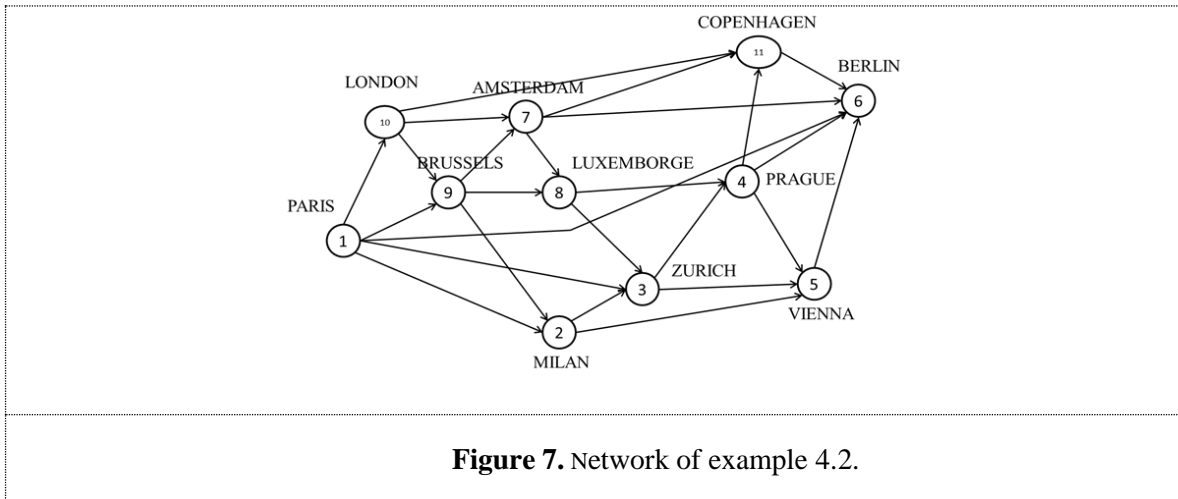 COPENHAGEN
11
BERLIN
6
LONDON
10
AMSTERDAM
7
BRUSSELS
9
LUXEMBORGE
8
4
PRAGUE
PARIS
1
ZURICH
3
5
VIENNA
2
MILAN
Figure 7. Network of example 4.2.